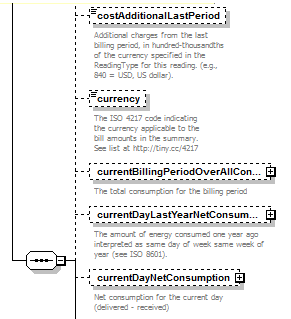 costAdditionalLastPeriod
Additional charges from the last
billing period, in hundred-thousandths
of the currency specified in the
ReadingType for this reading. (e.g.,
840 = USD, US dollar).
currency
The ISO 4217 code indicating
the currency applicable to the
bill amounts in the summary.
See list at http://tiny.cc/4217
currentBillingPeriodOverAllCon...
The total consumption for the billing period
currentDayLastYearNetConsum...
The amount of energy consumed one year ago
interpreted as same day of week same week of
year (see ISO 8601).
currentDayNetConsumption
Net consumption for the current day
(delivered - received)